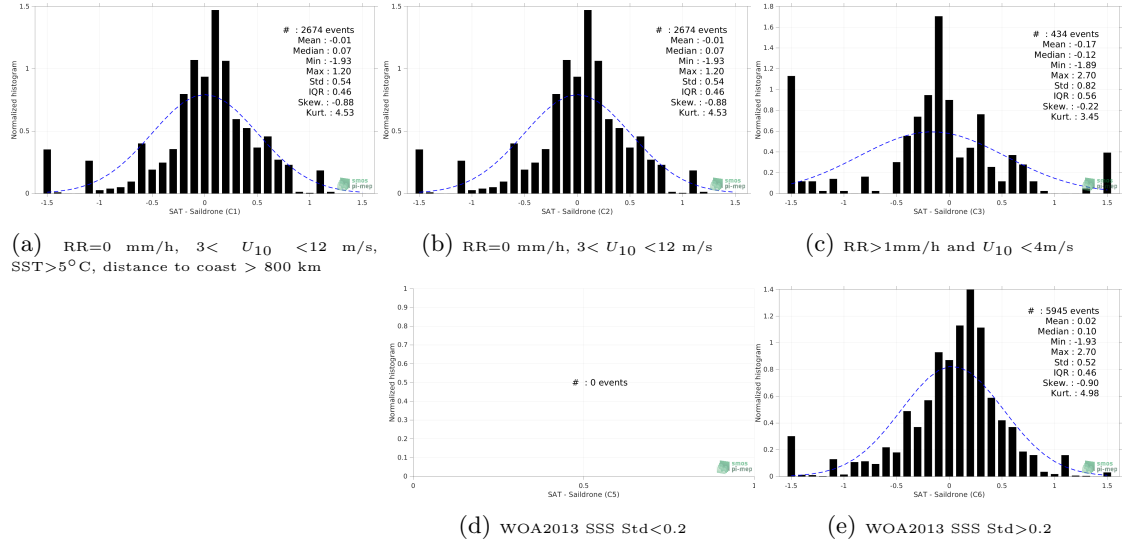 1.5
1
0.5
0
Normalized histogram
# : 2674 events
Mean : -0.01
Median : 0.07
Min : -1.93
Max : 1.20
Std : 0.54
IQR : 0.46
Skew. : -0.88
Kurt. : 4.53
smos
pi-mep
-1.5 -1 -0.5 0 0.5 1 1.5
SAT - Saildrone (C1)
(a) RR=0 mm/h, 3< U10 <12 m/s,
SST>5°C, distance to coast > 800 km
1.5
1
0.5
0
Normalized histogram
# : 2674 events
Mean : -0.01
Median : 0.07
Min : -1.93
Max : 1.20
Std : 0.54
IQR : 0.46
Skew. : -0.88
Kurt. : 4.53
smos
pi-mep
-1.5 -1 -0.5 0 0.5 1 1.5
SAT - Saildrone (C2)
(b) RR=0 mm/h, 3< U10 <12 m/s
1.8
1.6
1.4
1.2
1
0.8
0.6
0.4
0.2
0
Normalized histogram
# : 434 events
Mean : -0.17
Median : -0.12
Min : -1.89
Max : 2.70
Std : 0.82
IQR : 0.56
Skew. : -0.22
Kurt. : 3.45
smos
pi-mep
-1.5 -1 -0.5 0 0.5 1 1.5
SAT - Saildrone (C3)
(c) RR>1mm/h and U10 <4m/s
1
0.9
0.8
0.7
0.6
0.5
0.4
0.3
0.2
0.1
0
Normalized histogram
# : 0 events
smos
pi-mep
0 0.5 1
SAT - Saildrone (C5)
(d) WOA2013 SSS Std<0.2
1.4
1.2
1
0.8
0.6
0.4
0.2
0
Normalized histogram
# : 5945 events
Mean : 0.02
Median : 0.10
Min : -1.93
Max : 2.70
Std : 0.52
IQR : 0.46
Skew. : -0.90
Kurt. : 4.98
smos
pi-mep
-1.5 -1 -0.5 0 0.5 1 1.5
SAT - Saildrone (C6)
(e) WOA2013 SSS Std>0.2